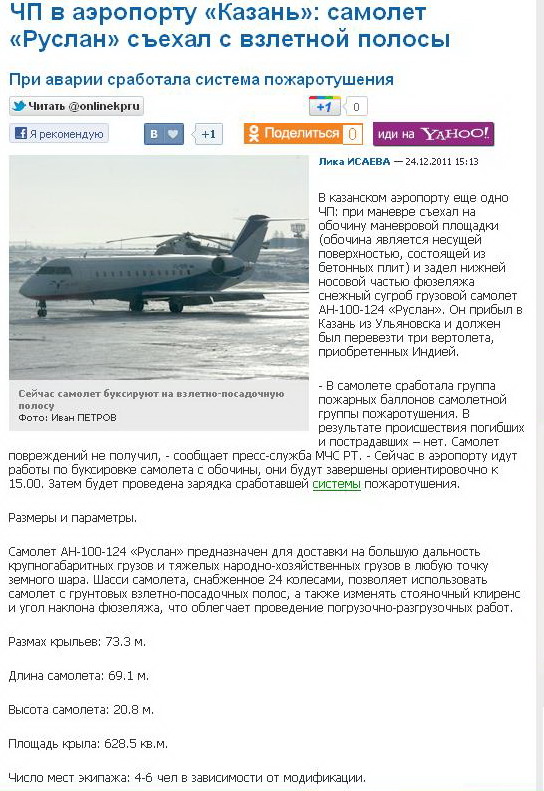 ЧП в аэропорту «Казань»: самолет
«Руслан» съехал с взлетной полосы
При аварии сработала система пожаротушения
Читать @onlinekpru
+1 0
Я рекомендую
В +1
Поделиться 0
иди на YAHOO!
Лика ИСАЕВА — 24.12.2011 15:13
В казанском аэропорту еще одно
ЧП: при маневре съехал на
обочину маневровой площадки
(обочина является несущей
поверхностью, состоящей из
бетонных плит) и задел нижней
носовой частью фюзеляжа
снежный сугроб грузовой самолет
АН-100-124 «Руслан». Он прибыл в
Казань из Ульяновска и должен
был перевезти три вертолета,
приобретенных Индией.
Сейчас самолет буксируют на взлетно-посадочную
полосу
Фото: Иван ПЕТРОВ
- В самолете сработала группа
пожарных баллонов самолетной
группы пожаротушения. В
результате происшествия погибших
и пострадавших – нет. Самолет
повреждений не получил, - сообщает пресс-служба МЧС РТ. - Сейчас в аэропорту идут
работы по буксировке самолета с обочины, они будут завершены ориентировочно к
15.00. Затем будет проведена зарядка сработавшей системы пожаротушения.
Размеры и параметры.
Самолет АН-100-124 «Руслан» предназначен для доставки на большую дальность
крупногабаритных грузов и тяжелых народно-хозяйственных грузов в любую точку
земного шара. Шасси самолета, снабженное 24 колесами, позволяет использовать
самолет с грунтовых взлетно-посадочных полос, а также изменять стояночный клиренс
и угол наклона фюзеляжа, что облегчает проведение погрузочно-разгрузочных работ.
Размах крыльев: 73.3 м.
Длина самолета: 69.1 м.
Высота самолета: 20.8 м.
Площадь крыла: 628.5 кв.м.
Число мест экипажа: 4-6 чел в зависимости от модификации.